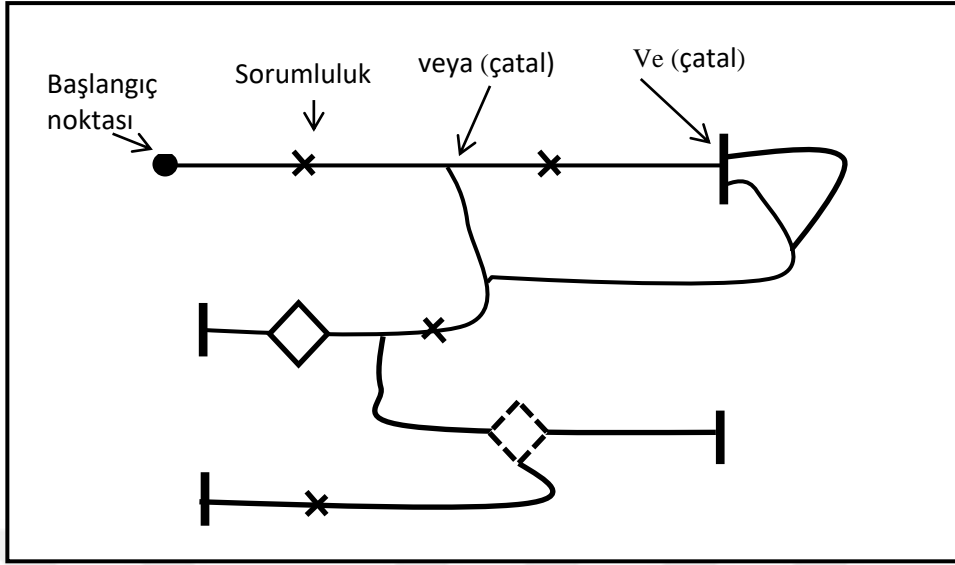 Başlangıç
noktası
Sorumluluk
veya (çatal)
Ve (çatal)